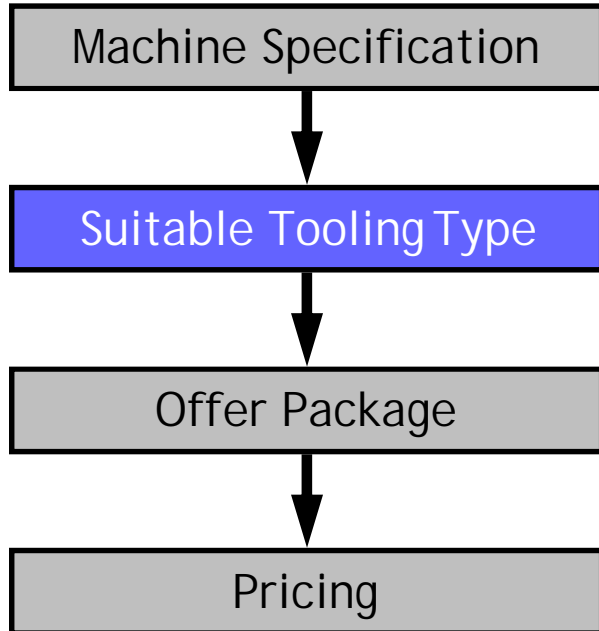 Machine Specification
Suitable Tooling Type
Offer Package
Pricing